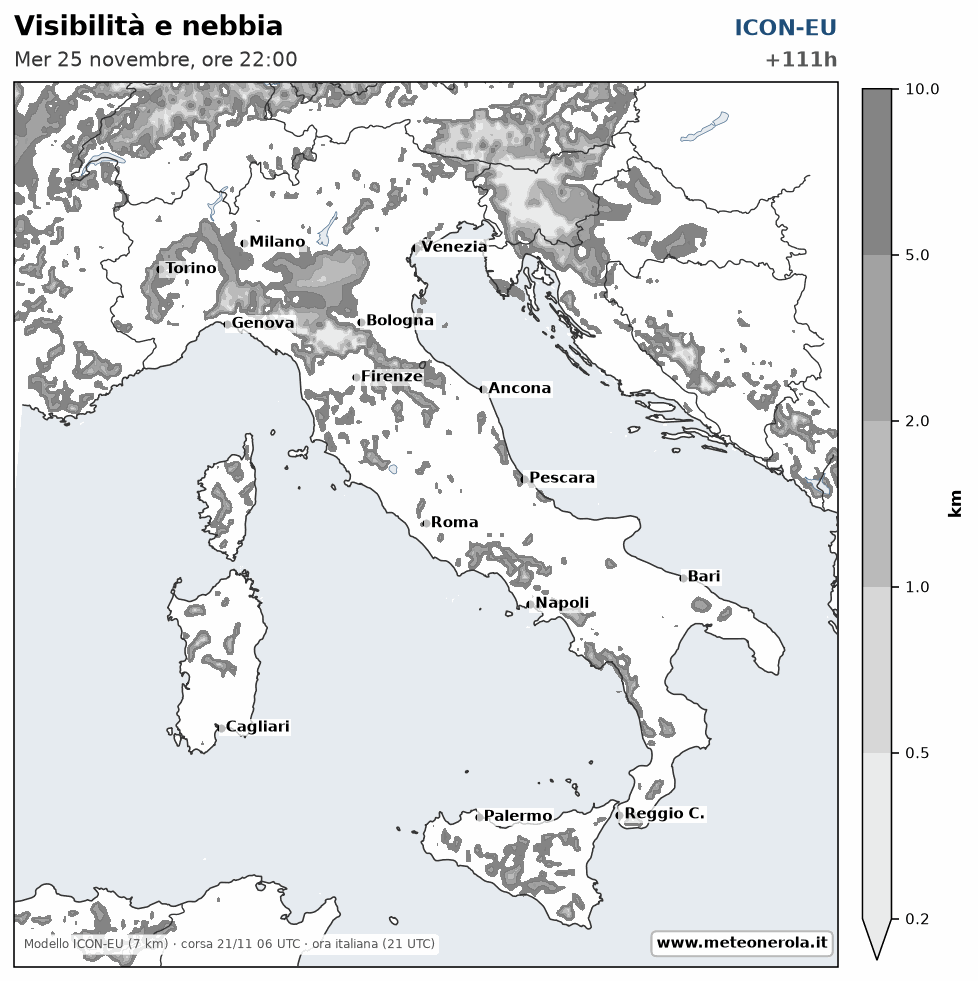 Visibilità e nebbia
ICON-EU
Mer 25 novembre, ore 22:00
+111h
10.0
5.0
2.0
1.0
0.5
0.2
km
Milano
Venezia
Torino
Genova
Bologna
Firenze
Ancona
Pescara
Roma
Bari
Napoli
Cagliari
Palermo
Reggio C.
Modello ICON-EU (7 km) · corsa 21/11 06 UTC · ora italiana (21 UTC)
www.meteonerola.it